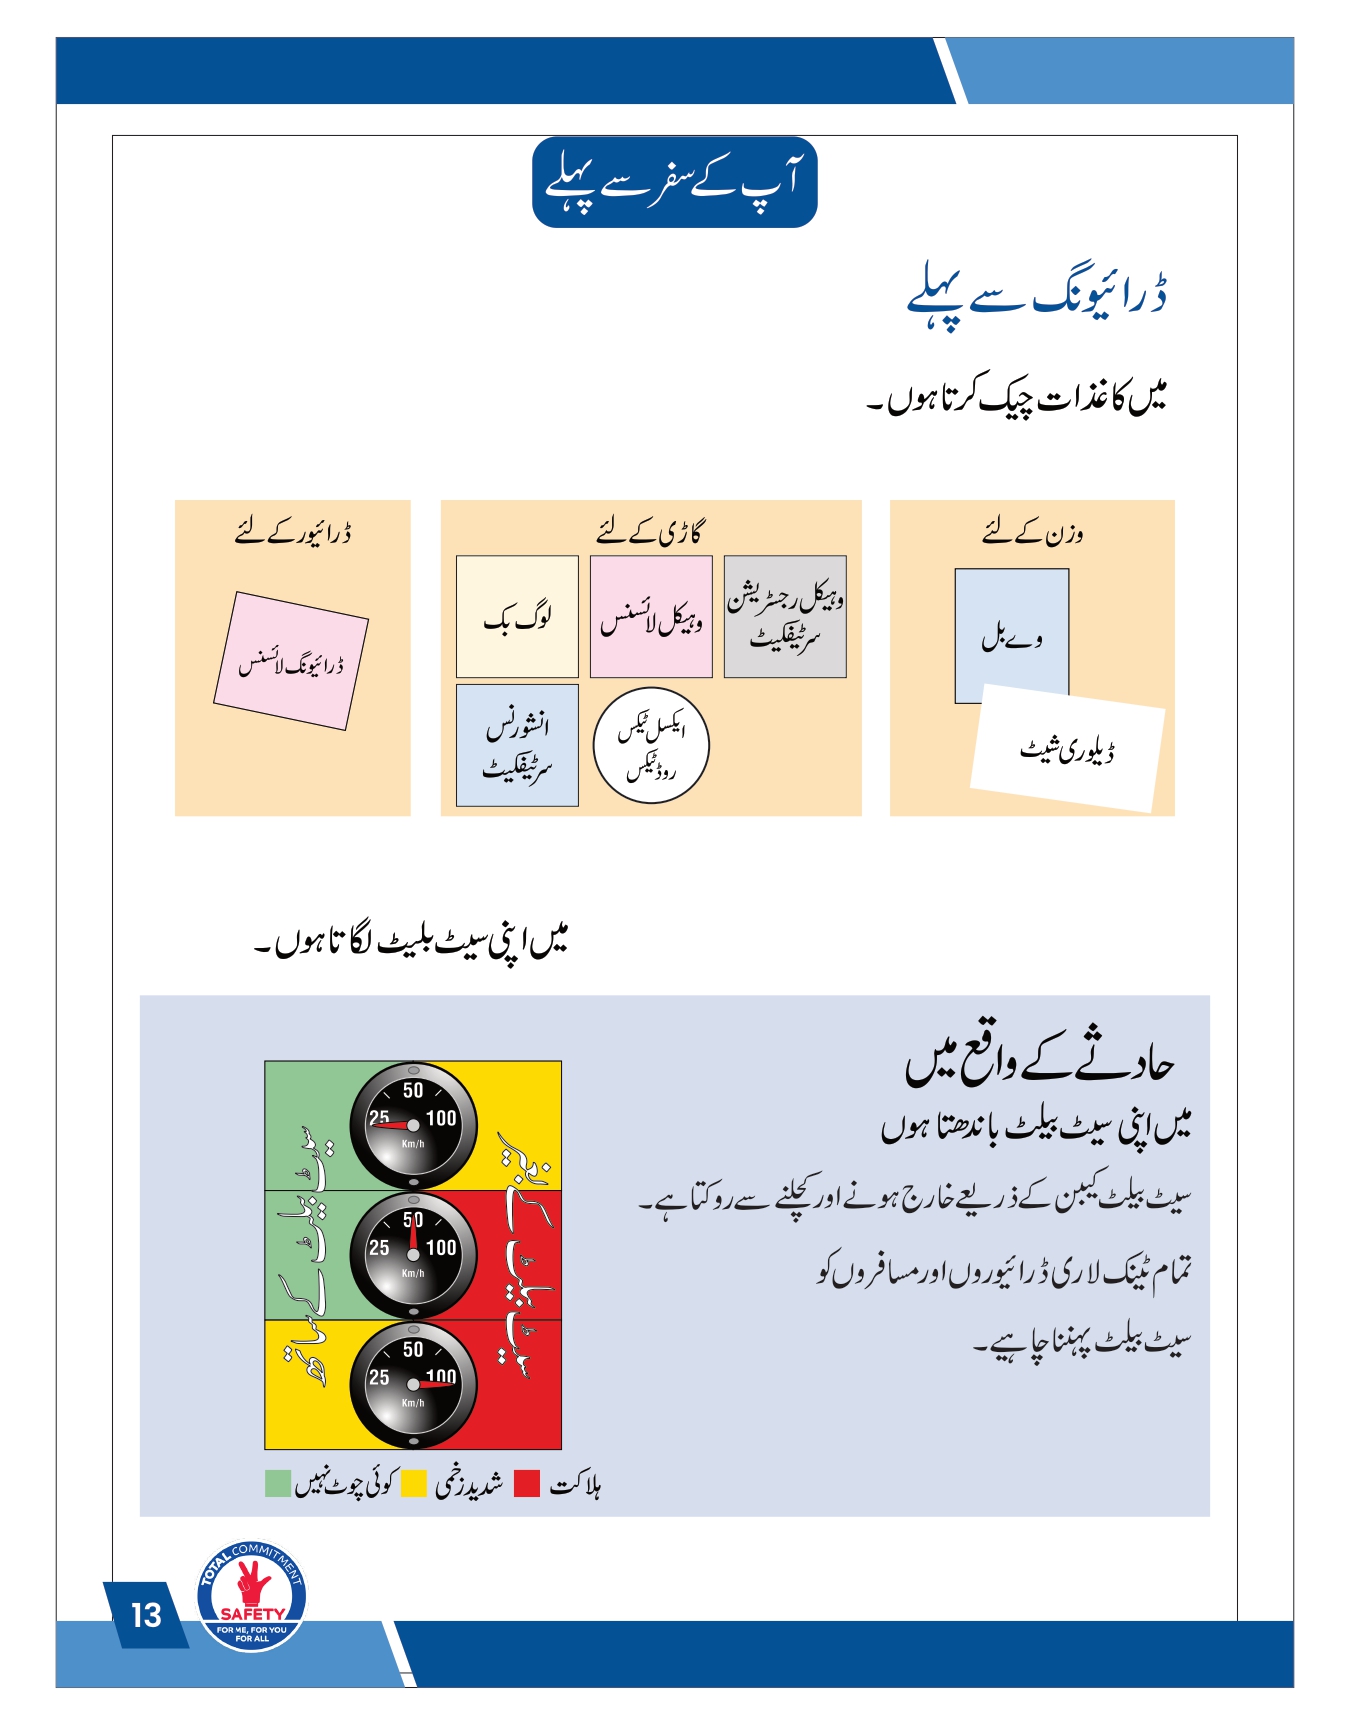 آپ کے سفر سے پہلے
ڈرائیونگ سے پہلے
میں کاغذات چیک کرتا ہوں۔
وزن کے لئے
وے بل
ڈیلوری شیٹ
گاڑی کے لئے
وہیکل رجسٹریشن
سرٹیفکیٹ
وہیکل لائسنس
لوگ بک
ایکسل ٹیکس
روڈ ٹیکس
انشورنس
سرٹیفکیٹ
ڈرائیور کے لئے
ڈرائیونگ لائسنس
میں اپنی سیٹ بلیٹ لگا تا ہوں۔
حادثے کے واقع میں
میں اپنی سیٹ بیلٹ باندھتا ہوں
سیٹ بیلٹ کیبن کے ذریعے خارج ہونے اور کچلنے سے روکتا ہے۔
تمام ٹینک لاری ڈرائیوروں اور مسافروں کو
سیٹ بیلٹ پہننا چاہیے۔
سیٹ بیلٹ کے بغیر
سیٹ بیلٹ کے ساتھ
50
25
100
Km/h
50
25
100
Km/h
50
25
100
Km/h
ہلاکت
شدید زخمی
کوئی چوٹ نہیں
TOTAL COMMITMENT
SAFETY
FOR ME, FOR YOU
FOR ALL
13